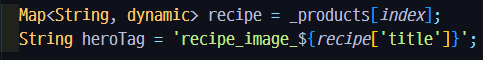 Map<String, dynamic> recipe = _products[index];
String heroTag = 'recipe_image_${recipe['title']}';